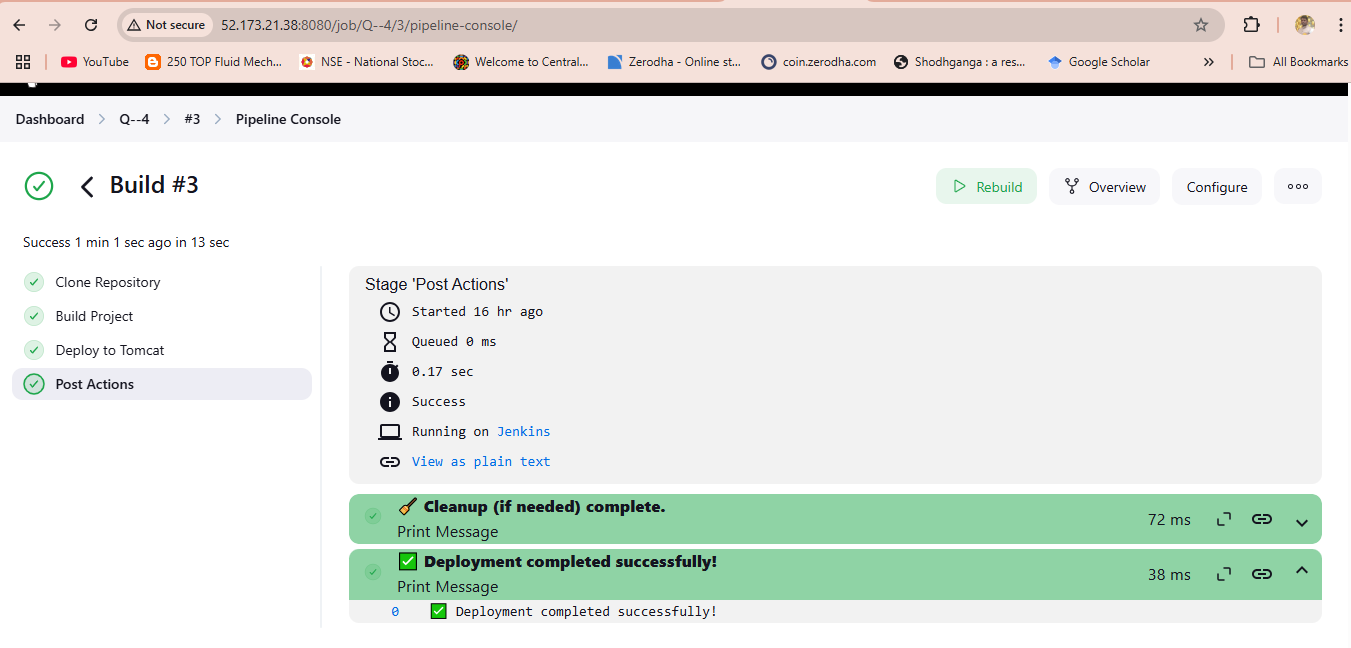 Not secure 52.173.21.38:8080/job/Q--4/3/pipeline-console/
YouTube 250 TOP Fluid Mech... NSE - National Stoc... Welcome to Central... Zerodha - Online st... coin.zerodha.com Shodhganga : a res... Google Scholar » All Bookmarks
Dashboard > Q--4 > #3 > Pipeline Console
Build #3
Rebuild Overview Configure
Success 1 min 1 sec ago in 13 sec
Clone Repository
Build Project
Deploy to Tomcat
Post Actions
Stage 'Post Actions'
Started 16 hr ago
Queued 0 ms
0.17 sec
Success
Running on Jenkins
View as plain text
🧹 Cleanup (if needed) complete.
Print Message
72 ms
✅ Deployment completed successfully!
Print Message
38 ms
0 ✅ Deployment completed successfully!